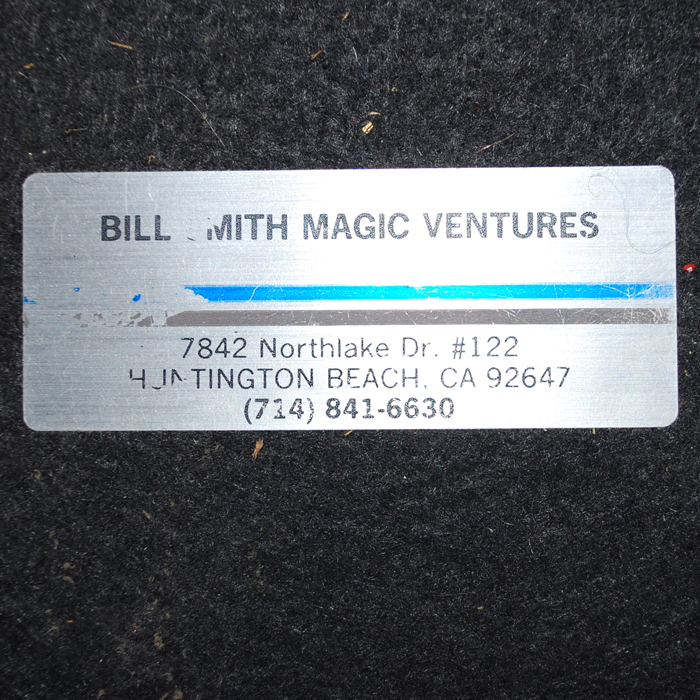 BILL SMITH MAGIC VENTURES
7842 Northlake Dr. #122
HUNTINGTON BEACH, CA 92647
(714) 841-6630